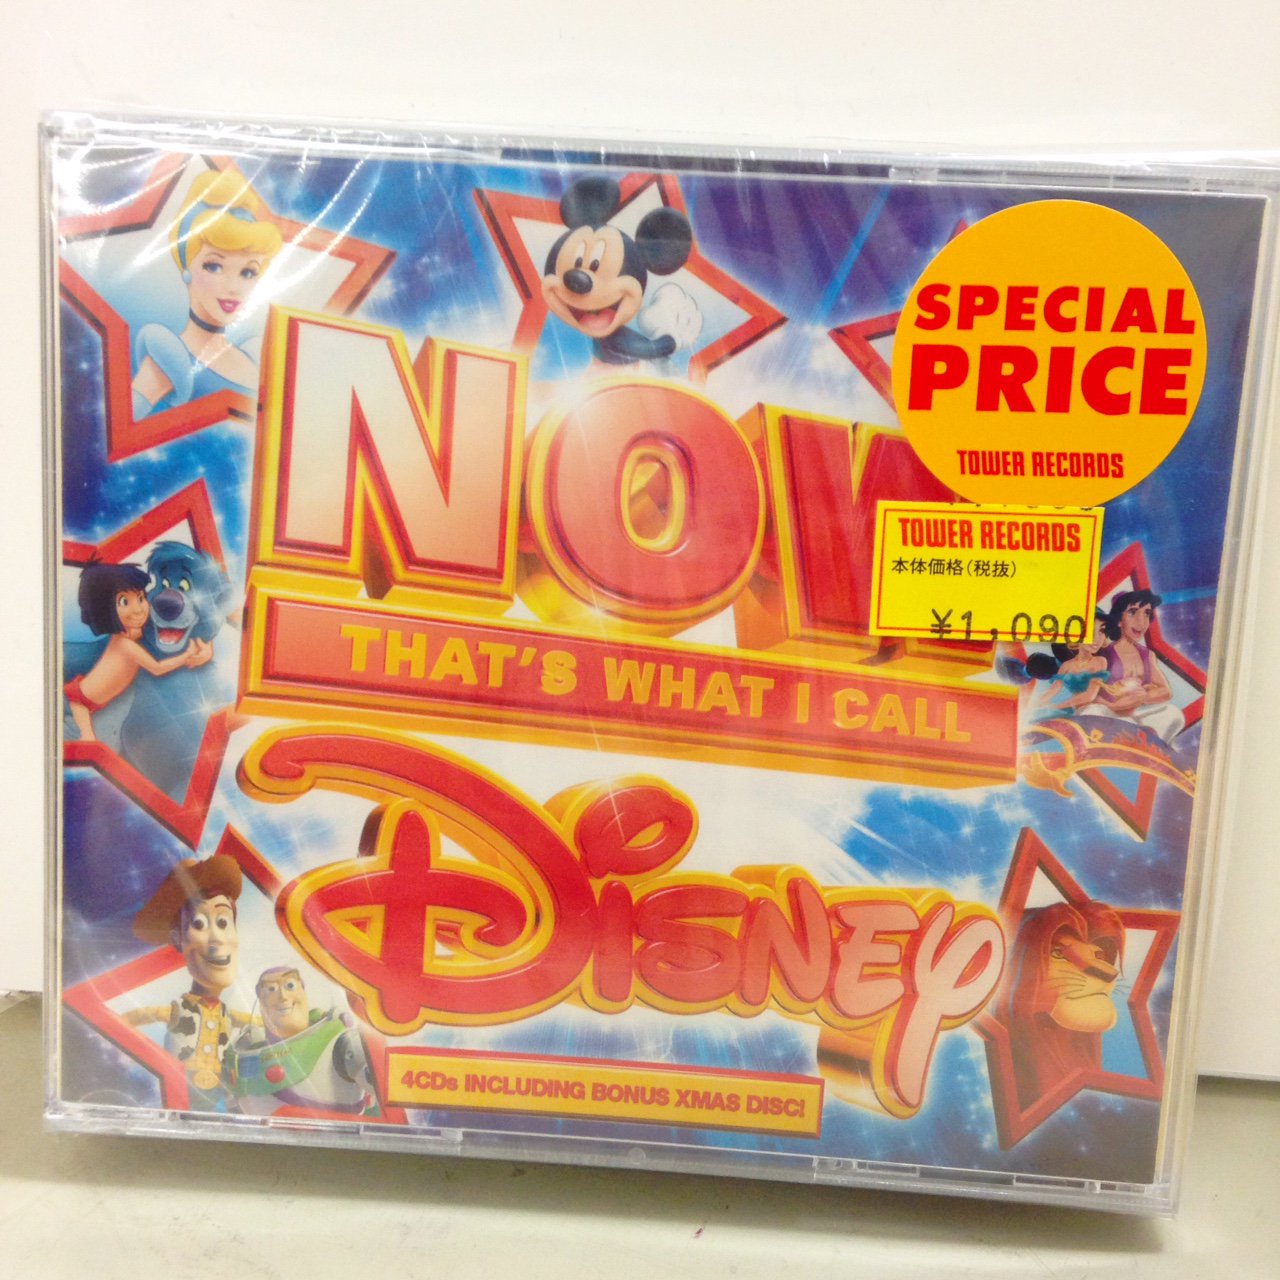 SPECIAL
PRICE
TOWER RECORDS
TOWER RECORDS
本体価格(税抜)
¥1,090
NOW
THAT'S WHAT I CALL
Disney
4CDs INCLUDING BONUS XMAS DISC!